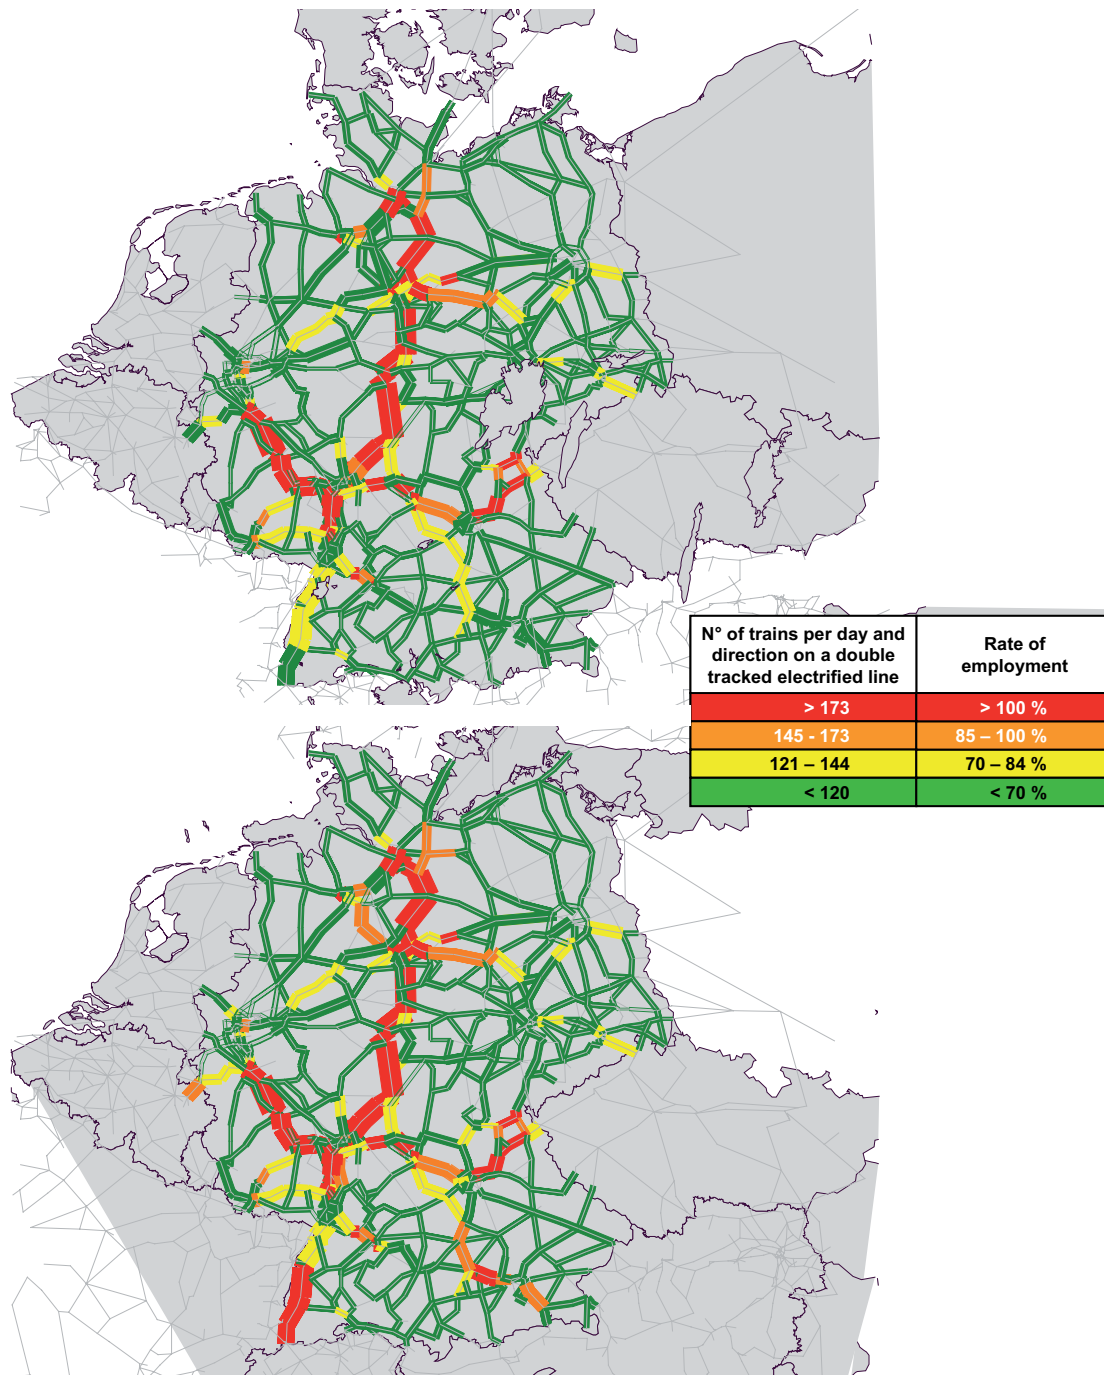 N° of trains per day and
direction on a double
tracked electrified line
Rate of
employment
> 173
> 100 %
145 - 173
85 – 100 %
121 – 144
70 – 84 %
< 120
< 70 %